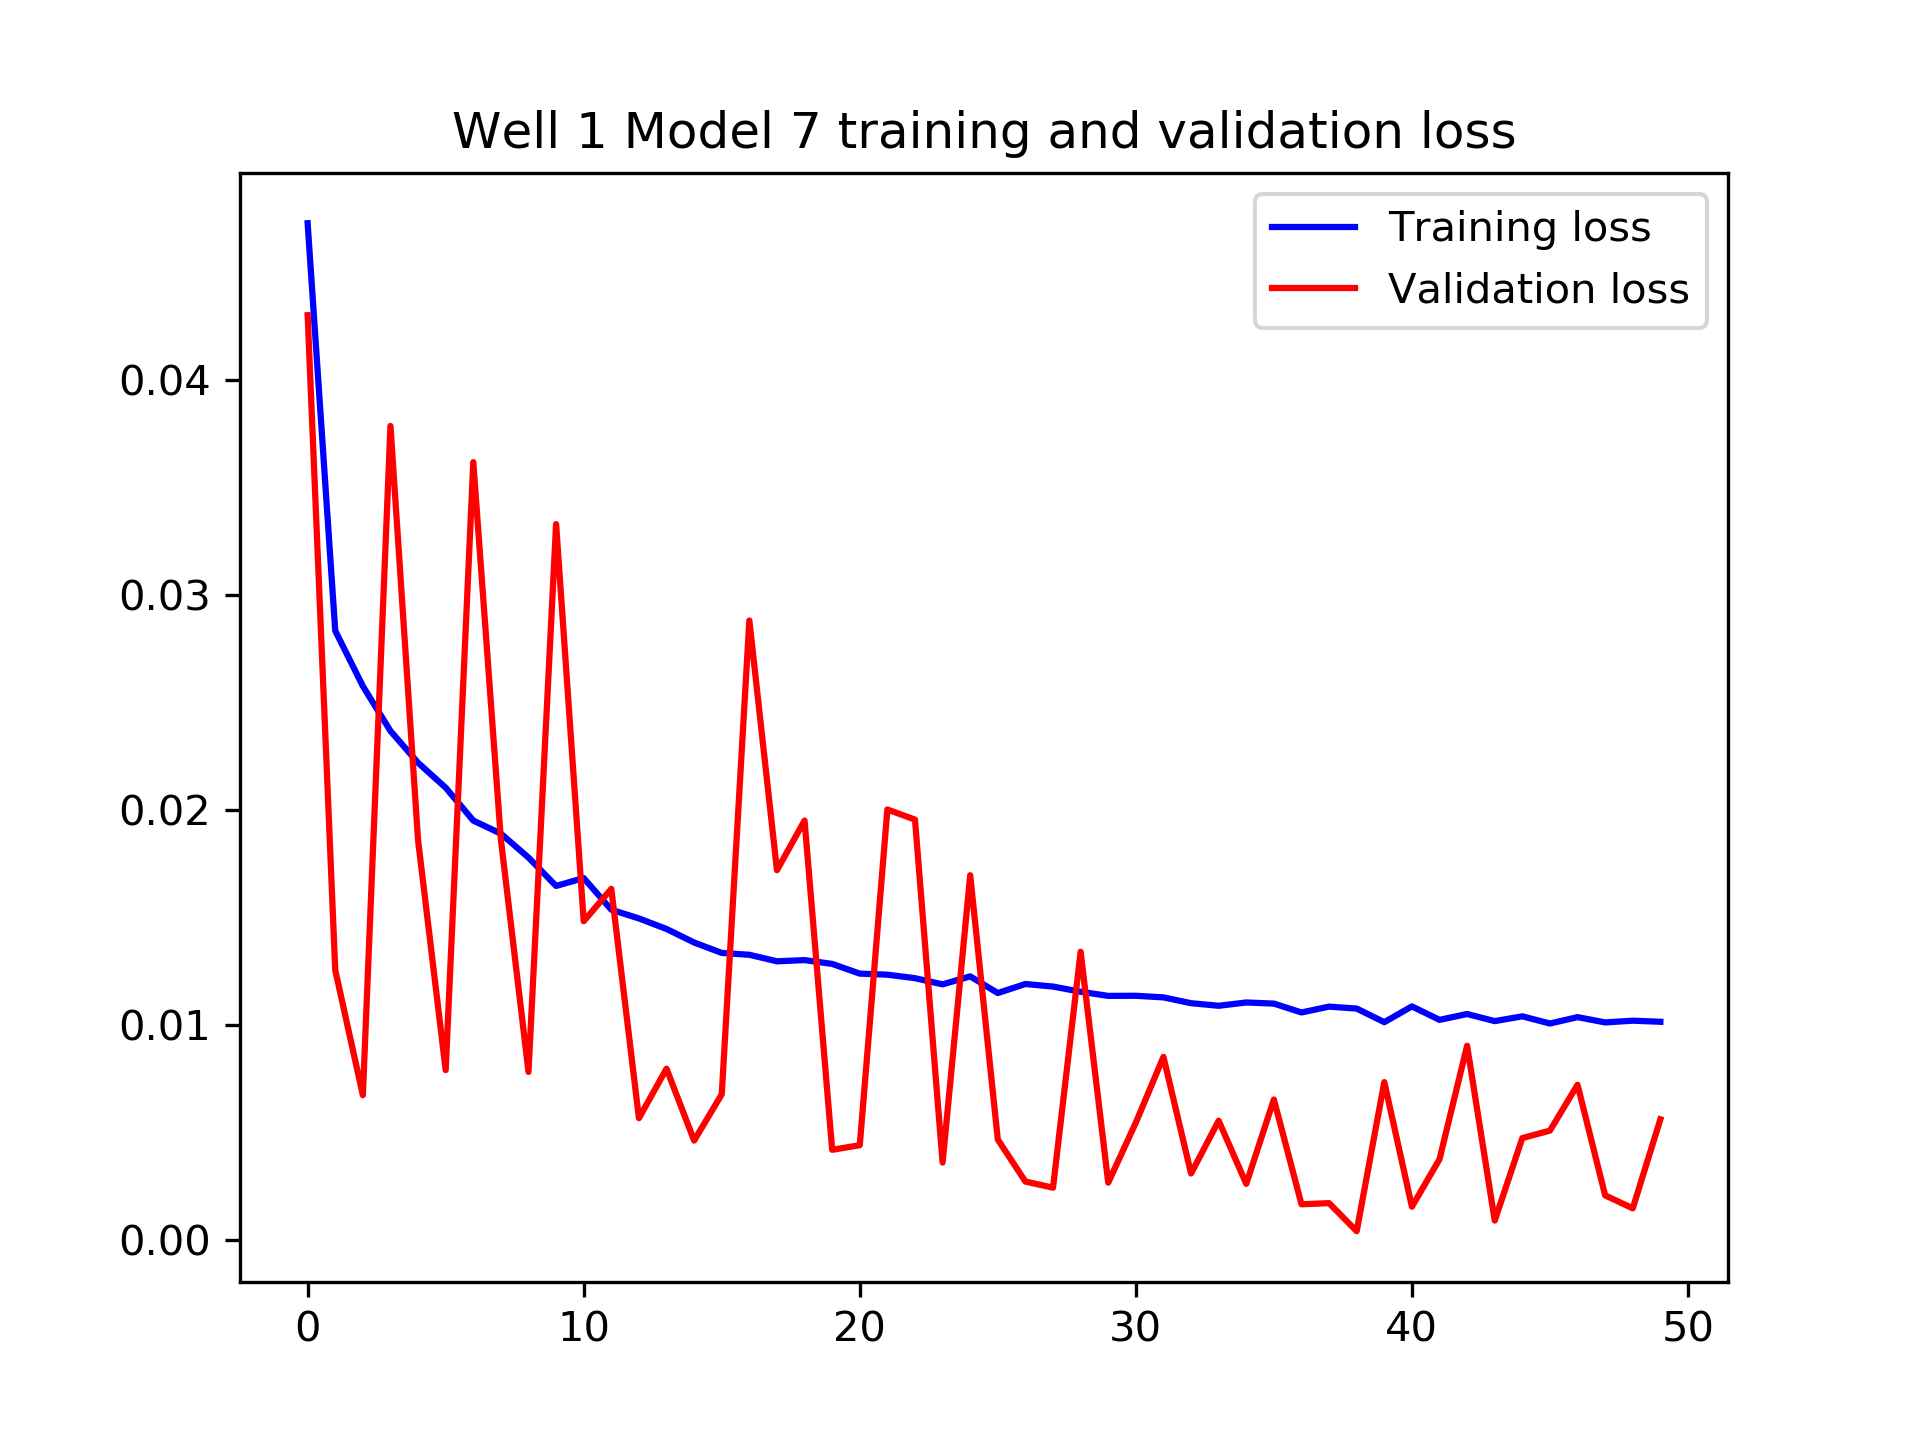 Well 1 Model 7 training and validation loss
Training loss
Validation loss
0.04
0.03
0.02
0.01
0.00
0 10 20 30 40 50